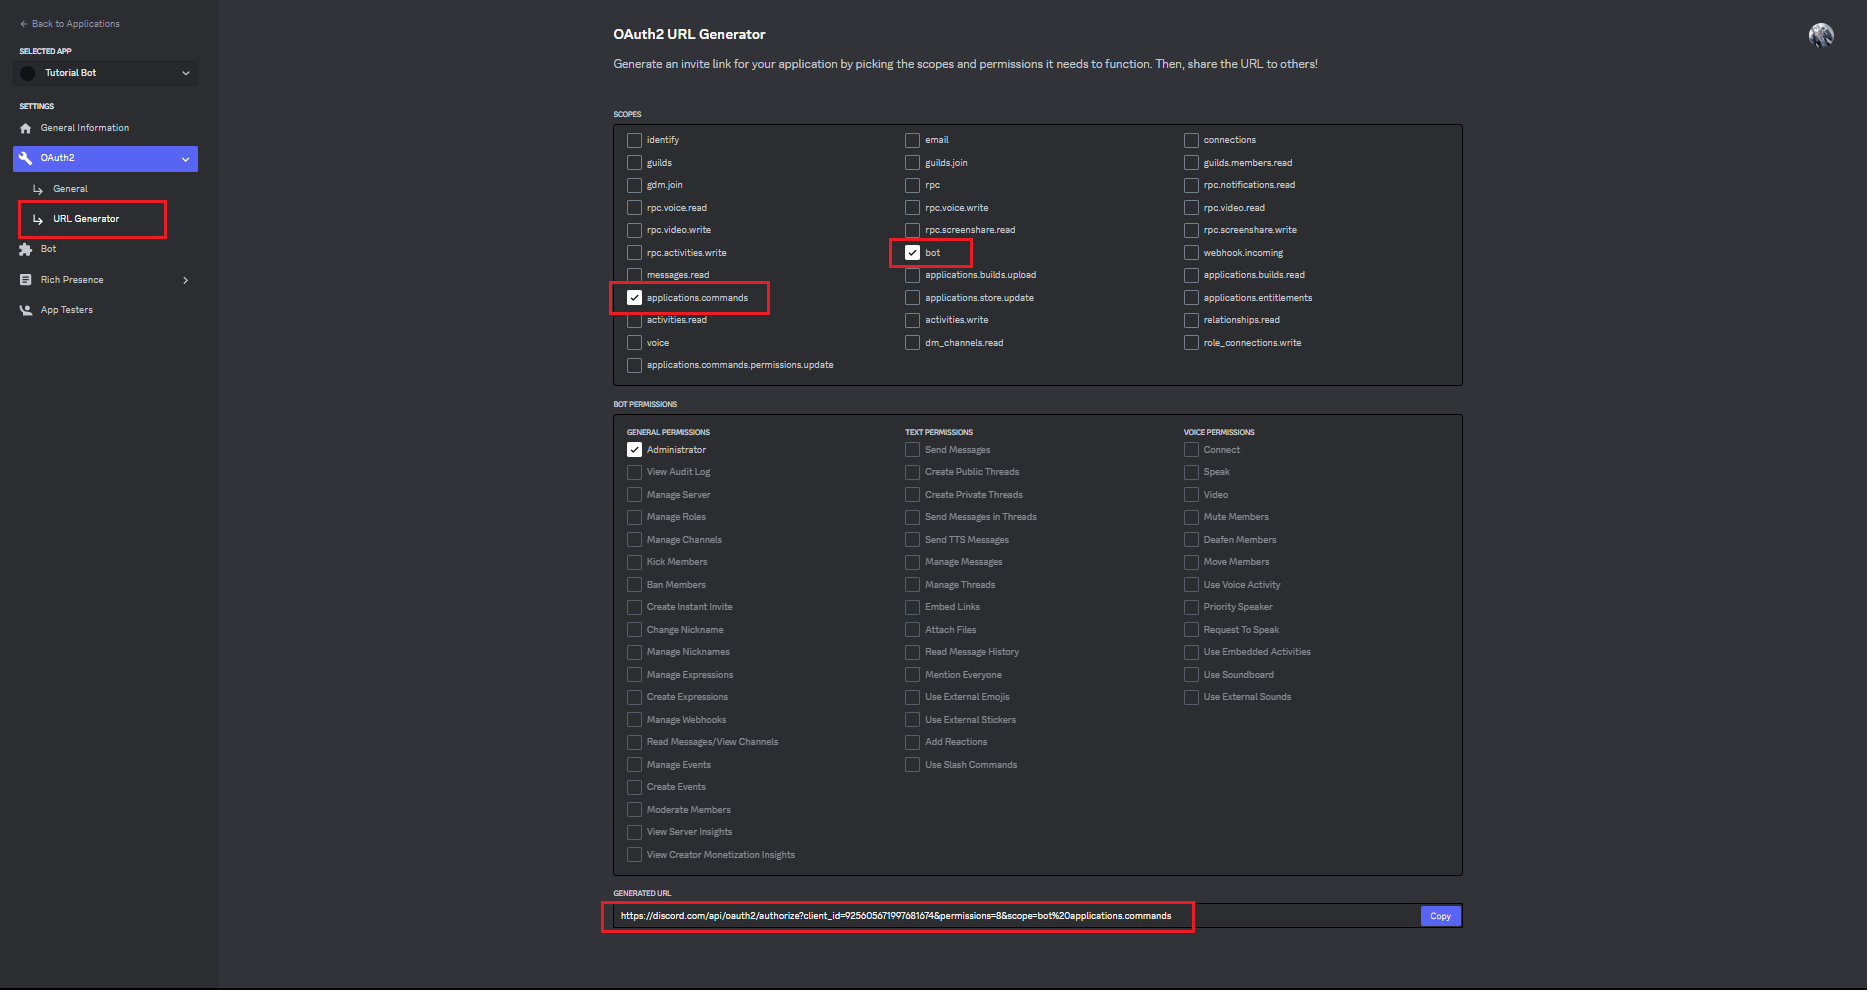 ← Back to Applications
SELECTED APP
Tutorial Bot
SETTINGS
General Information
OAuth2
General
URL Generator
Bot
Rich Presence
App Testers
OAuth2 URL Generator
Generate an invite link for your application by picking the scopes and permissions it needs to function. Then, share the URL to others!
SCOPES
identify email connections
guilds guilds.join guilds.members.read
gdm.join rpc rpc.notifications.read
rpc.voice.read rpc.voice.write rpc.video.read
rpc.video.write rpc.screenshare.read rpc.screenshare.write
rpc.activities.write bot webhook.incoming
messages.read applications.builds.upload applications.builds.read
applications.commands applications.store.update applications.entitlements
activities.read activities.write relationships.read
voice dm_channels.read role_connections.write
applications.commands.permissions.update
BOT PERMISSIONS
GENERAL PERMISSIONS
Administrator
View Audit Log
Manage Server
Manage Roles
Manage Channels
Kick Members
Ban Members
Create Instant Invite
Change Nickname
Manage Nicknames
Manage Expressions
Create Expressions
Manage Webhooks
Read Messages/View Channels
Manage Events
Create Events
Moderate Members
View Server Insights
View Creator Monetization Insights
TEXT PERMISSIONS
Send Messages
Create Public Threads
Create Private Threads
Send Messages in Threads
Send TTS Messages
Manage Messages
Manage Threads
Embed Links
Attach Files
Read Message History
Mention Everyone
Use External Emojis
Use External Stickers
Add Reactions
Use Slash Commands
VOICE PERMISSIONS
Connect
Speak
Video
Mute Members
Deafen Members
Move Members
Use Voice Activity
Priority Speaker
Request To Speak
Use Embedded Activities
Use Soundboard
Use External Sounds
GENERATED URL
https://discord.com/api/oauth2/authorize?client_id=925605671997681674&permissions=8&scope=bot%20applications.commands
Copy